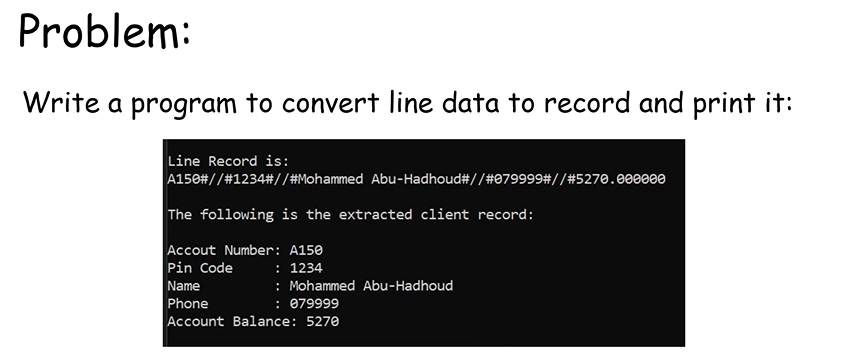 Problem:
Write a program to convert line data to record and print it:
Line Record is:
A150#//#1234#//#Mohammed Abu-Hadhoud#//#079999#//#5270.000000
The following is the extracted client record:
Accout Number: A150
Pin Code     : 1234
Name         : Mohammed Abu-Hadhoud
Phone        : 079999
Account Balance: 5270